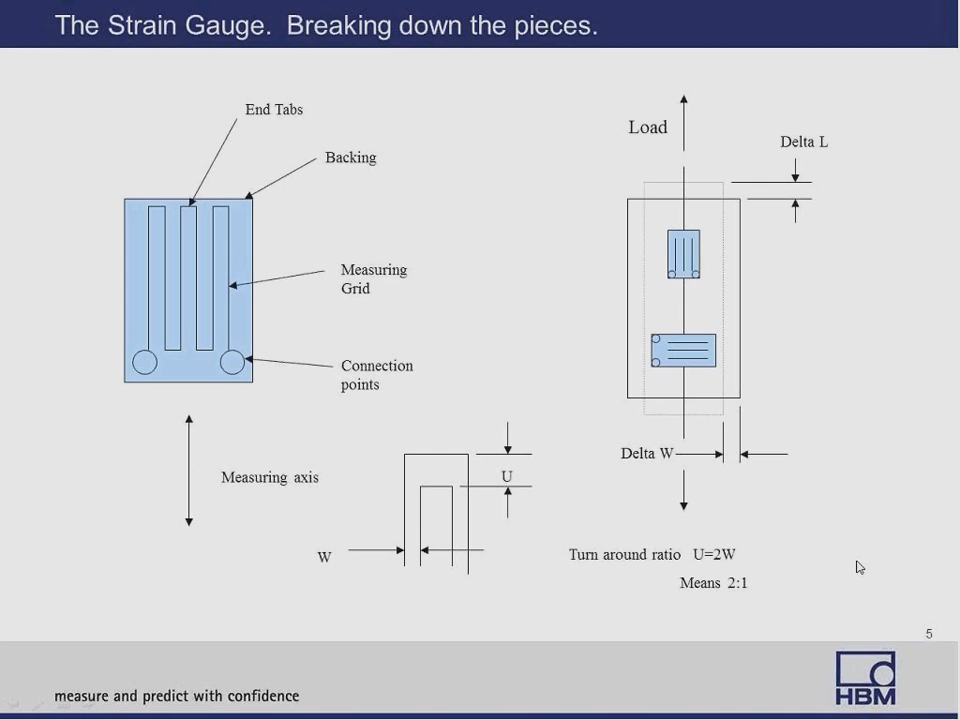 The Strain Gauge.  Breaking down the pieces.
End Tabs
Backing
Measuring
Grid
Connection
points
Measuring axis
U
W
Load
Delta L
Delta W
Turn around ratio   U=2W
Means 2:1
5
measure and predict with confidence
HBM